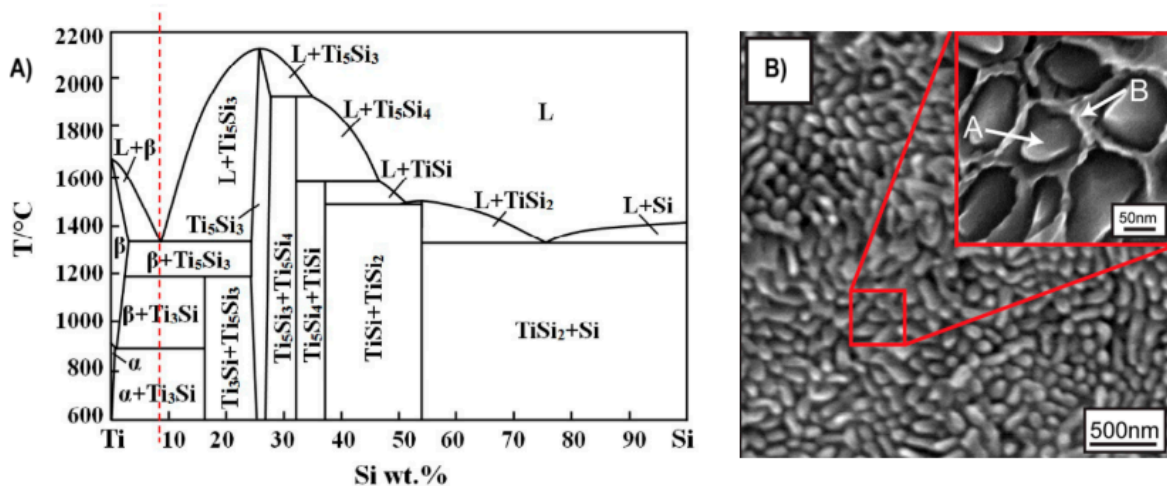 A)
2200
2000
1800
1600
1400
1200
1000
800
600
T/°C
L+Ti₅Si₃
L+Ti₅Si₄
L
L+β
L+Ti₅Si₃
L+TiSi
L+TiSi₂
L+Si
Ti₅Si₃
β
β+Ti₅Si₃
β+Ti₃Si
α
α+Ti₃Si
Ti₃Si+Ti₅Si₃
Ti₅Si₃+Ti₅Si₄
Ti₅Si₄+TiSi
TiSi+TiSi₂
TiSi₂+Si
Ti 10 20 30 40 50 60 70 80 90 Si
Si wt.%
B)
A
B
50nm
500nm